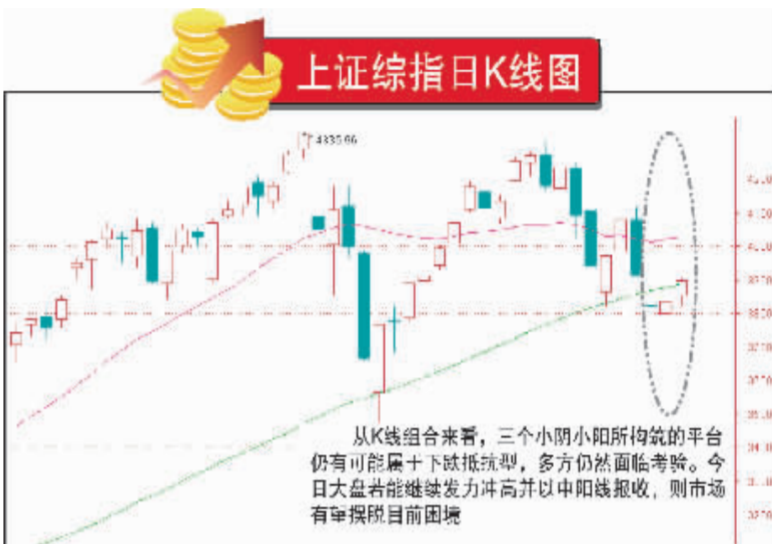 上证综指日K线图
4335.96
4000
3800
从K线组合来看，三个小阴小阳所构筑的平台
仍有可能属于下跌抵抗型，多方仍然面临考验。今
日大盘若能继续发力冲高并以中阳线报收，则市场
有望摆脱目前困境